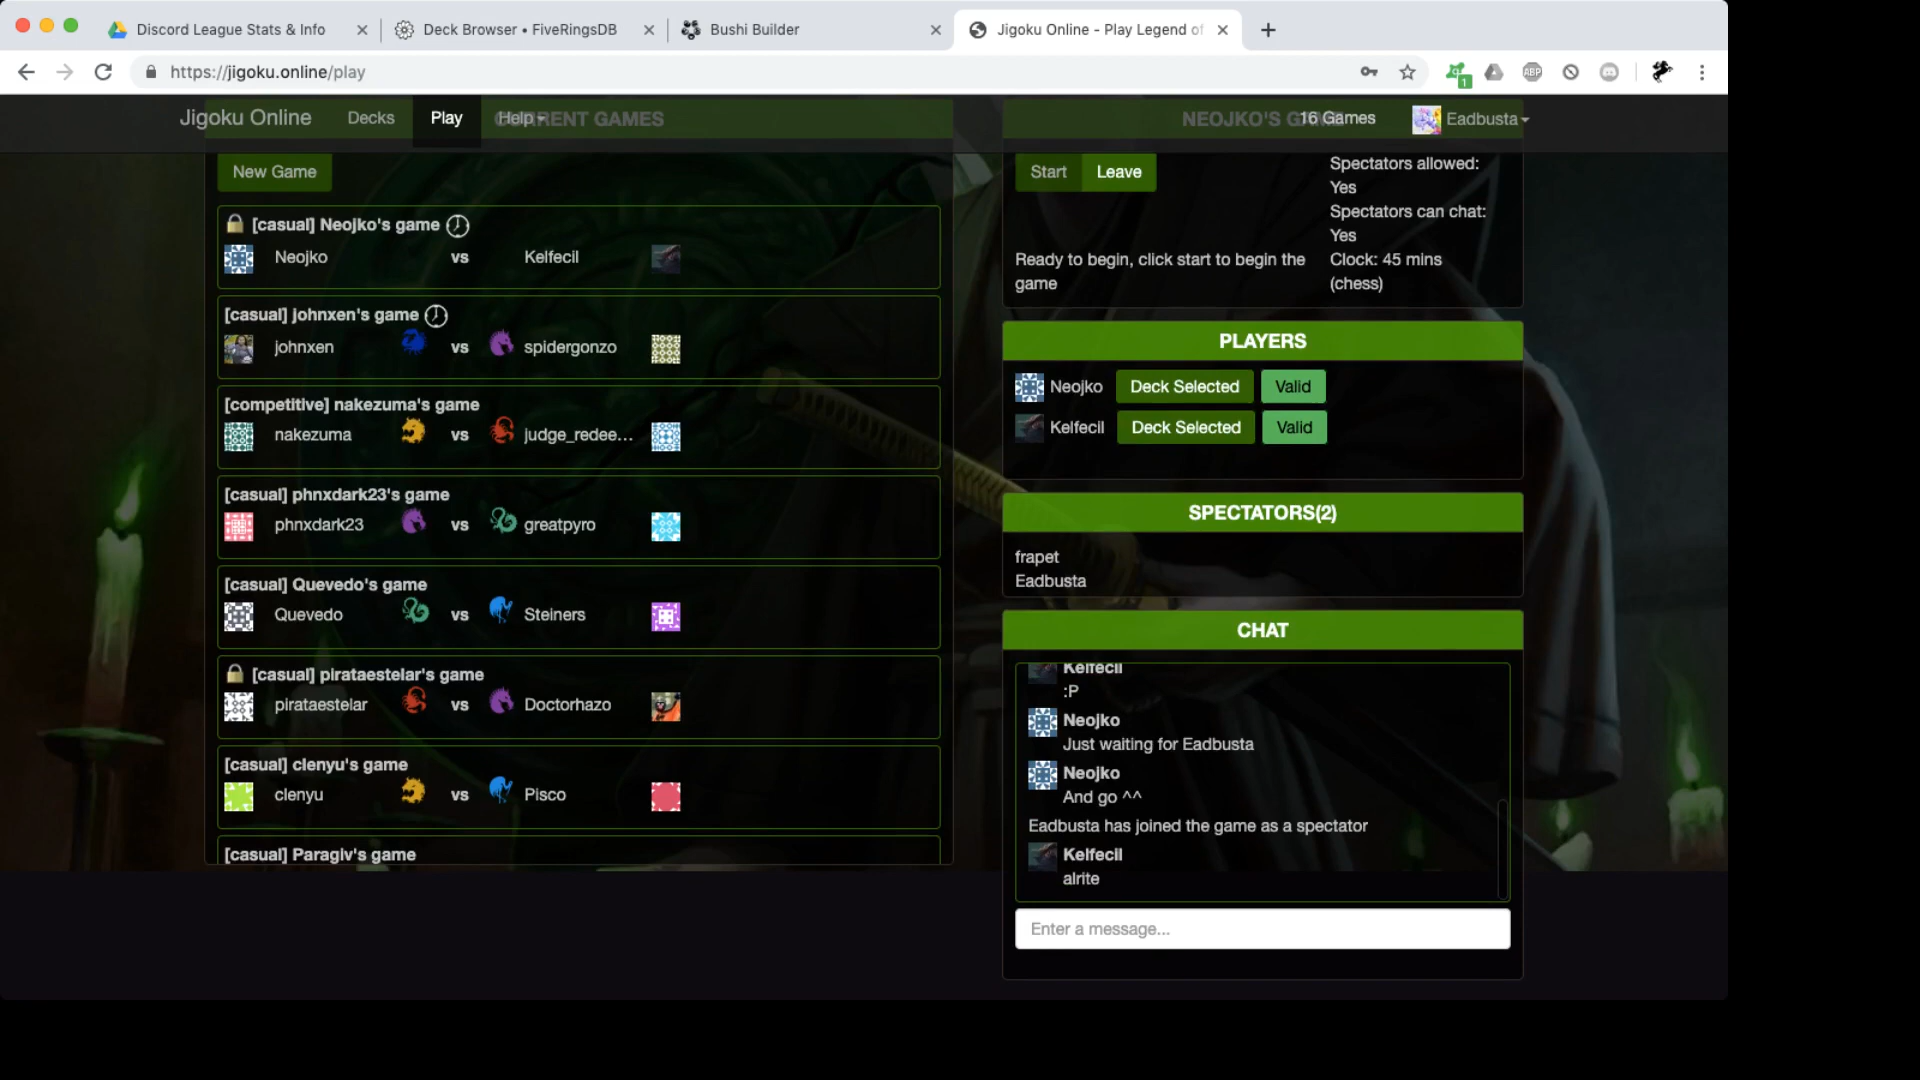 Discord League Stats & Info
Deck Browser • FiveRingsDB
Bushi Builder
Jigoku Online - Play Legend of
https://jigoku.online/play
ABP
1
Jigoku Online
Decks
Play
Help
CURRENT GAMES
NEOJKO'S GAME
16 Games
Eadbusta
New Game
[casual] Neojko's game
Neojko vs Kelfecil
[casual] johnxen's game
johnxen vs spidergonzo
[competitive] nakezuma's game
nakezuma vs judge_redee...
[casual] phnxdark23's game
phnxdark23 vs greatpyro
[casual] Quevedo's game
Quevedo vs Steiners
[casual] pirataestelar's game
pirataestelar vs Doctorhazo
[casual] clenyu's game
clenyu vs Pisco
[casual] Paragiv's game
Start
Leave
Spectators allowed:
Yes
Spectators can chat:
Yes
Clock: 45 mins
(chess)
Ready to begin, click start to begin the
game
PLAYERS
Neojko Deck Selected Valid
Kelfecil Deck Selected Valid
SPECTATORS(2)
frapet
Eadbusta
CHAT
Kelfecil
:P
Neojko
Just waiting for Eadbusta
Neojko
And go ^^
Eadbusta has joined the game as a spectator
Kelfecil
alrite
Enter a message...